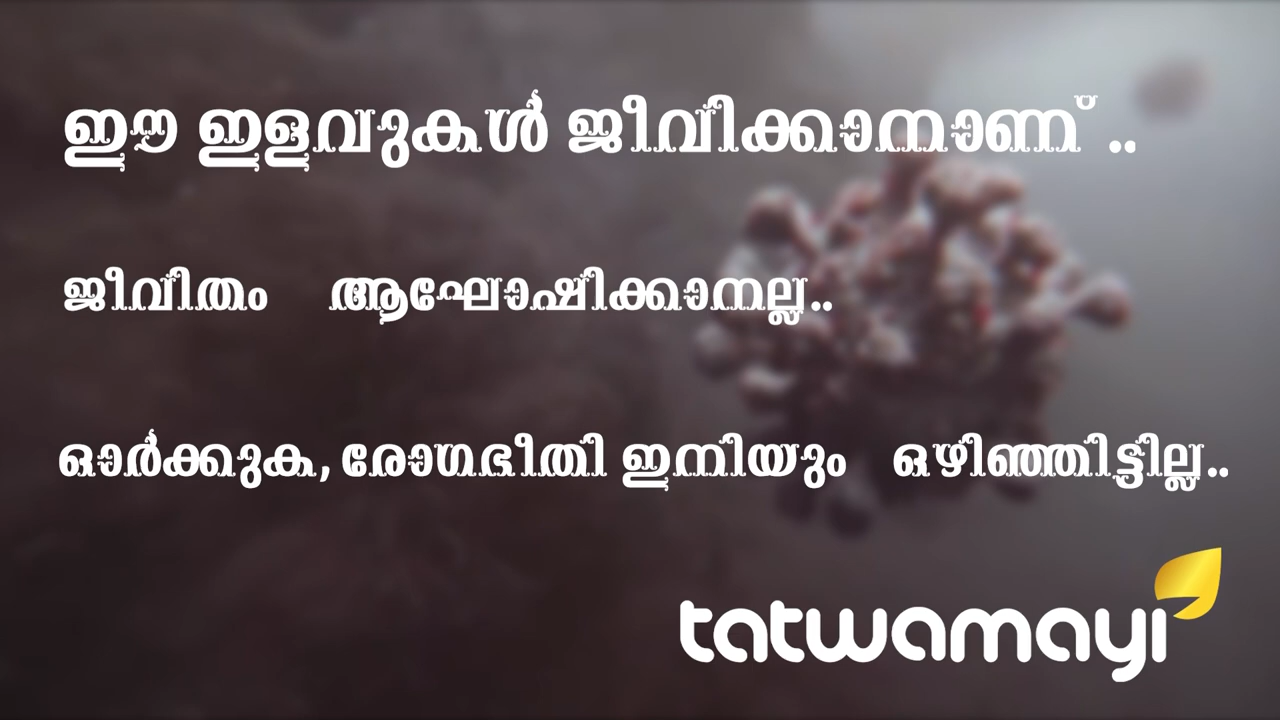 ഈ ഇളവുകൾ ജീവിക്കാനാണ് ..
ജീവിതം ആഘോഷിക്കാനല്ല..
ഓർക്കുക, രോഗഭീതി ഇനിയും ഒഴിഞ്ഞിട്ടില്ല..
tatwamayi